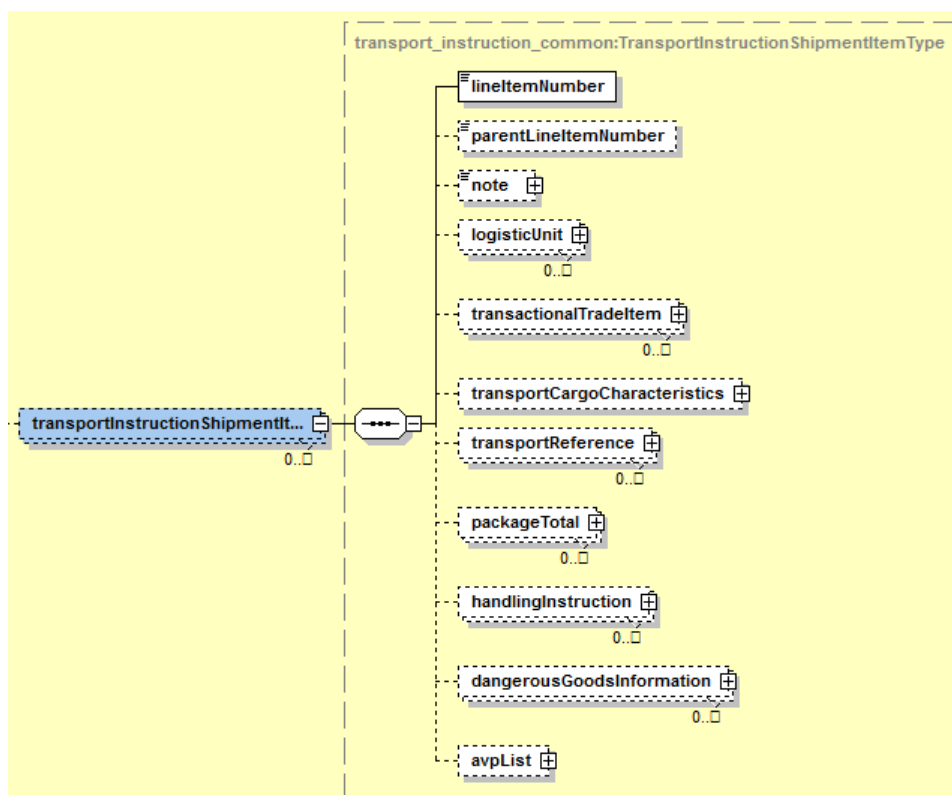 transport_instruction_common:TransportInstructionShipmentItemType
lineItemNumber
parentLineItemNumber
note
logisticUnit
0..□
transactionalTradeItem
0..□
transportCargoCharacteristics
transportInstructionShipmentIt...
0..□
transportReference
0..□
packageTotal
0..□
handlingInstruction
0..□
dangerousGoodsInformation
0..□
avpList